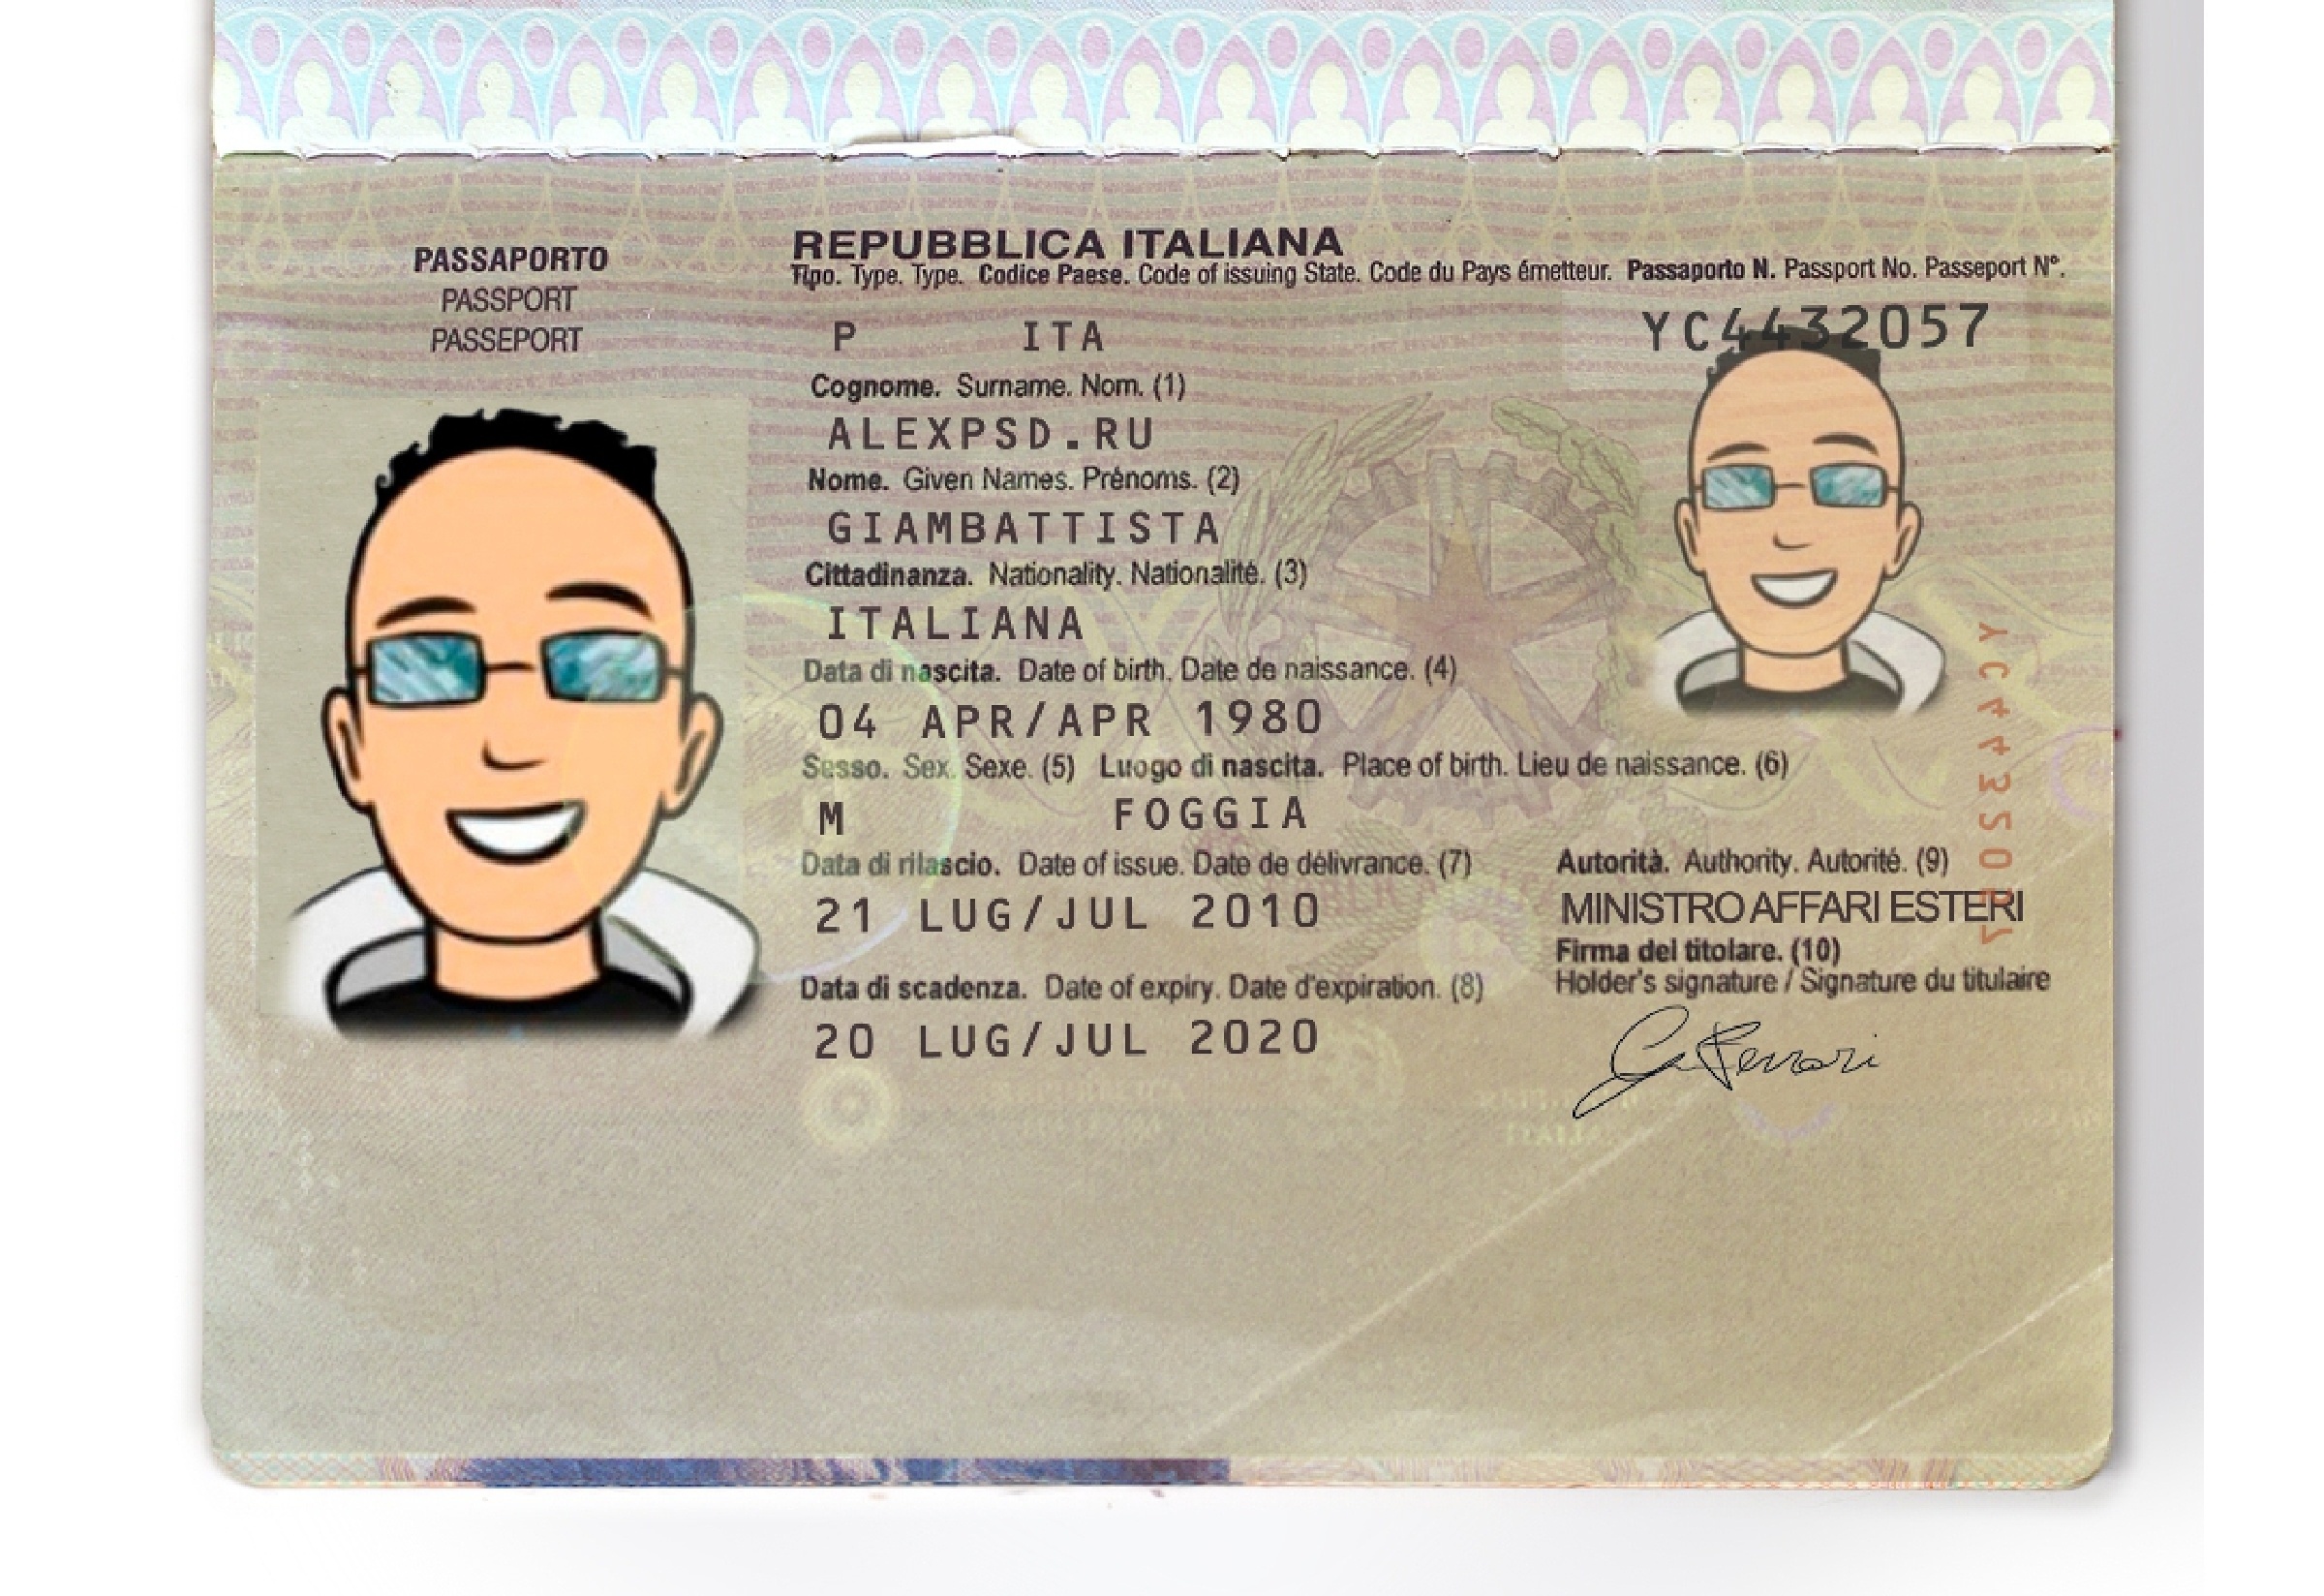 PASSAPORTO
PASSPORT
PASSEPORT
REPUBBLICA ITALIANA
Tipo. Type. Type. Codice Paese. Code of issuing State. Code du Pays émetteur. Passaporto N. Passport No. Passeport N°.
P ITA YC4432057
Cognome. Surname. Nom. (1)
ALEXPSD.RU
Nome. Given Names. Prénoms. (2)
GIAMBATTISTA
Cittadinanza. Nationality. Nationalité. (3)
ITALIANA
Data di nascita. Date of birth. Date de naissance. (4)
04 APR/APR 1980
Sesso. Sex. Sexe. (5) Luogo di nascita. Place of birth. Lieu de naissance. (6)
M FOGGIA
Data di rilascio. Date of issue. Date de délivrance. (7)
21 LUG/JUL 2010
Data di scadenza. Date of expiry. Date d'expiration. (8)
20 LUG/JUL 2020
Autorità. Authority. Autorité. (9)
MINISTRO AFFARI ESTERI
Firma del titolare. (10)
Holder's signature / Signature du titulaire
G Ferrari
YC4432057